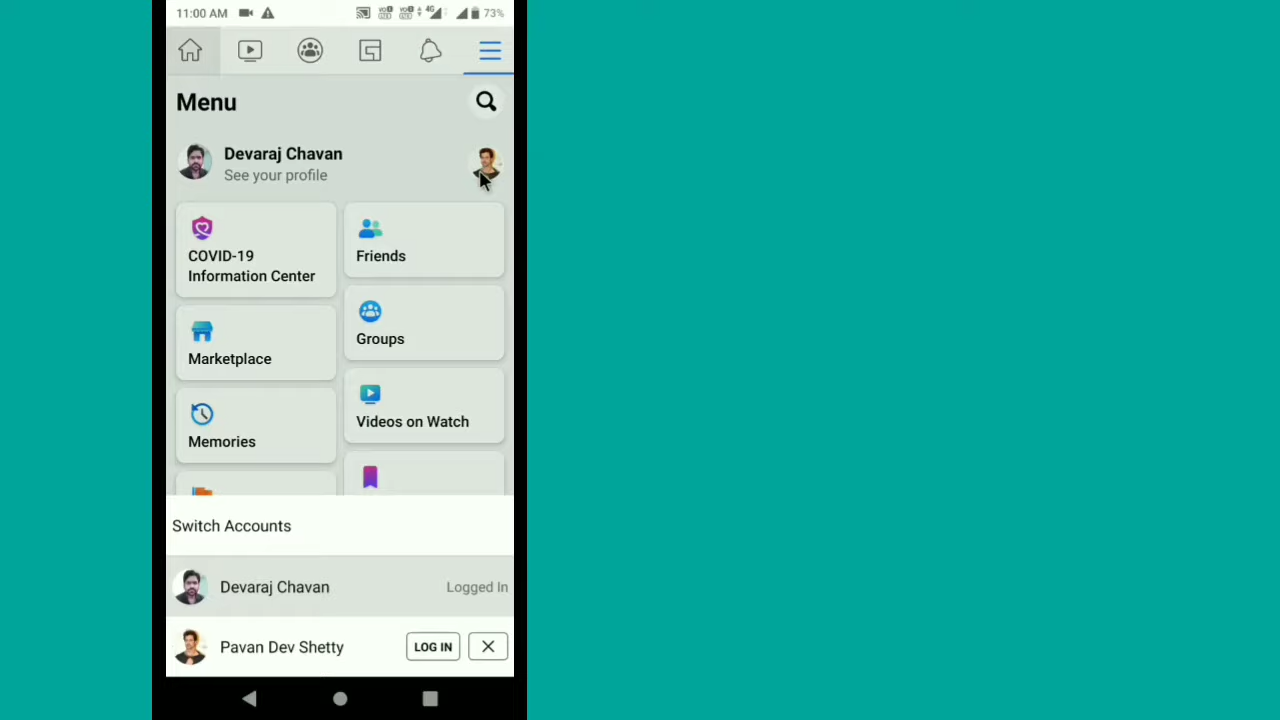 11:00 AM
4G
73%
Menu
Devaraj Chavan
See your profile
COVID-19
Information Center
Friends
Groups
Marketplace
Videos on Watch
Memories
Switch Accounts
Devaraj Chavan
Logged In
Pavan Dev Shetty
LOG IN